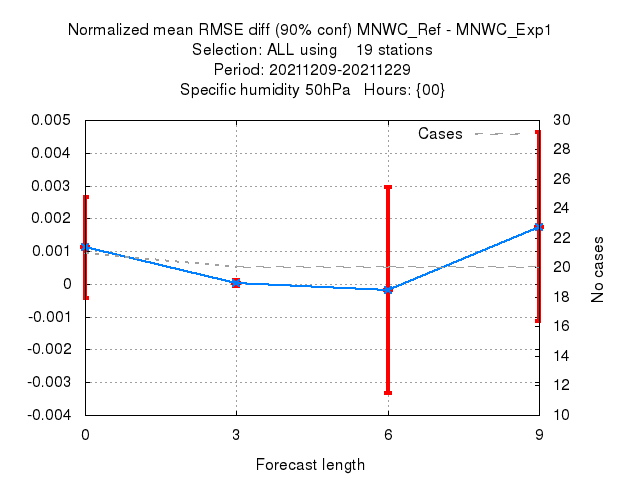 Normalized mean RMSE diff (90% conf) MNWC_Ref - MNWC_Exp1
Selection: ALL using    19 stations
Period: 20211209-20211229
Specific humidity 50hPa   Hours: {00}
0.005
0.004
0.003
0.002
0.001
0
-0.001
-0.002
-0.003
-0.004
Cases
30
28
26
24
22
20
18
16
14
12
10
No cases
0 3 6 9
Forecast length